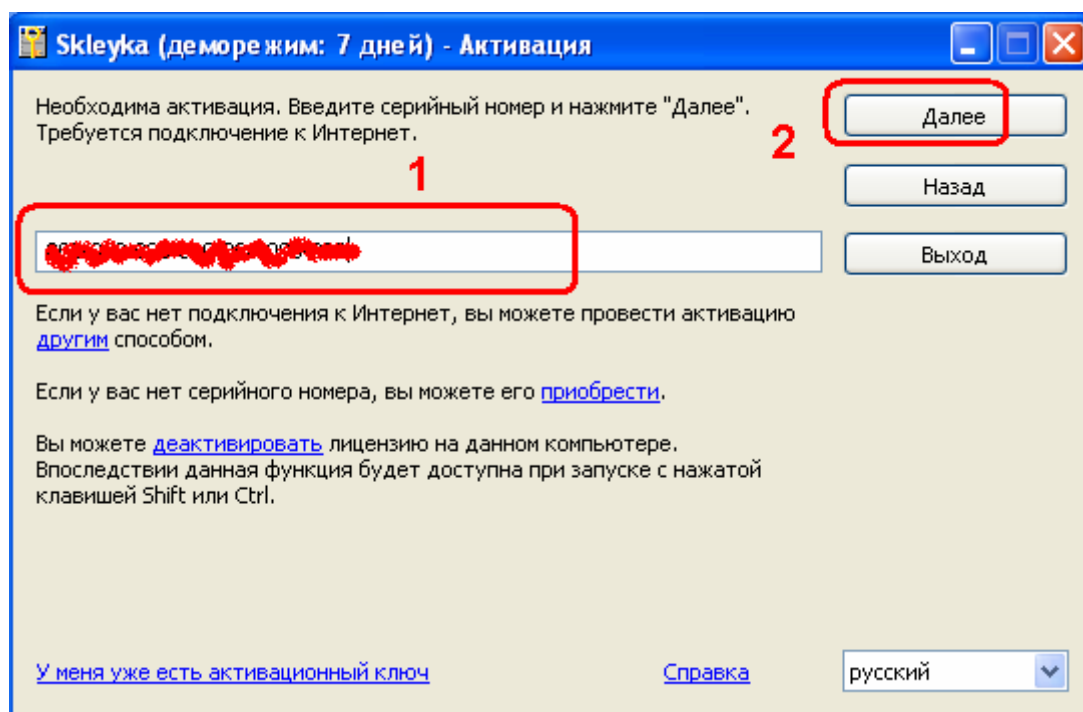 Skleyka (деморежим: 7 дней) - Активация
Необходима активация. Введите серийный номер и нажмите "Далее".
Требуется подключение к Интернет.
Далее
2
1
Назад
Выход
Если у вас нет подключения к Интернет, вы можете провести активацию
другим способом.
Если у вас нет серийного номера, вы можете его приобрести.
Вы можете деактивировать лицензию на данном компьютере.
Впоследствии данная функция будет доступна при запуске с нажатой
клавишей Shift или Ctrl.
У меня уже есть активационный ключ
Справка
русский